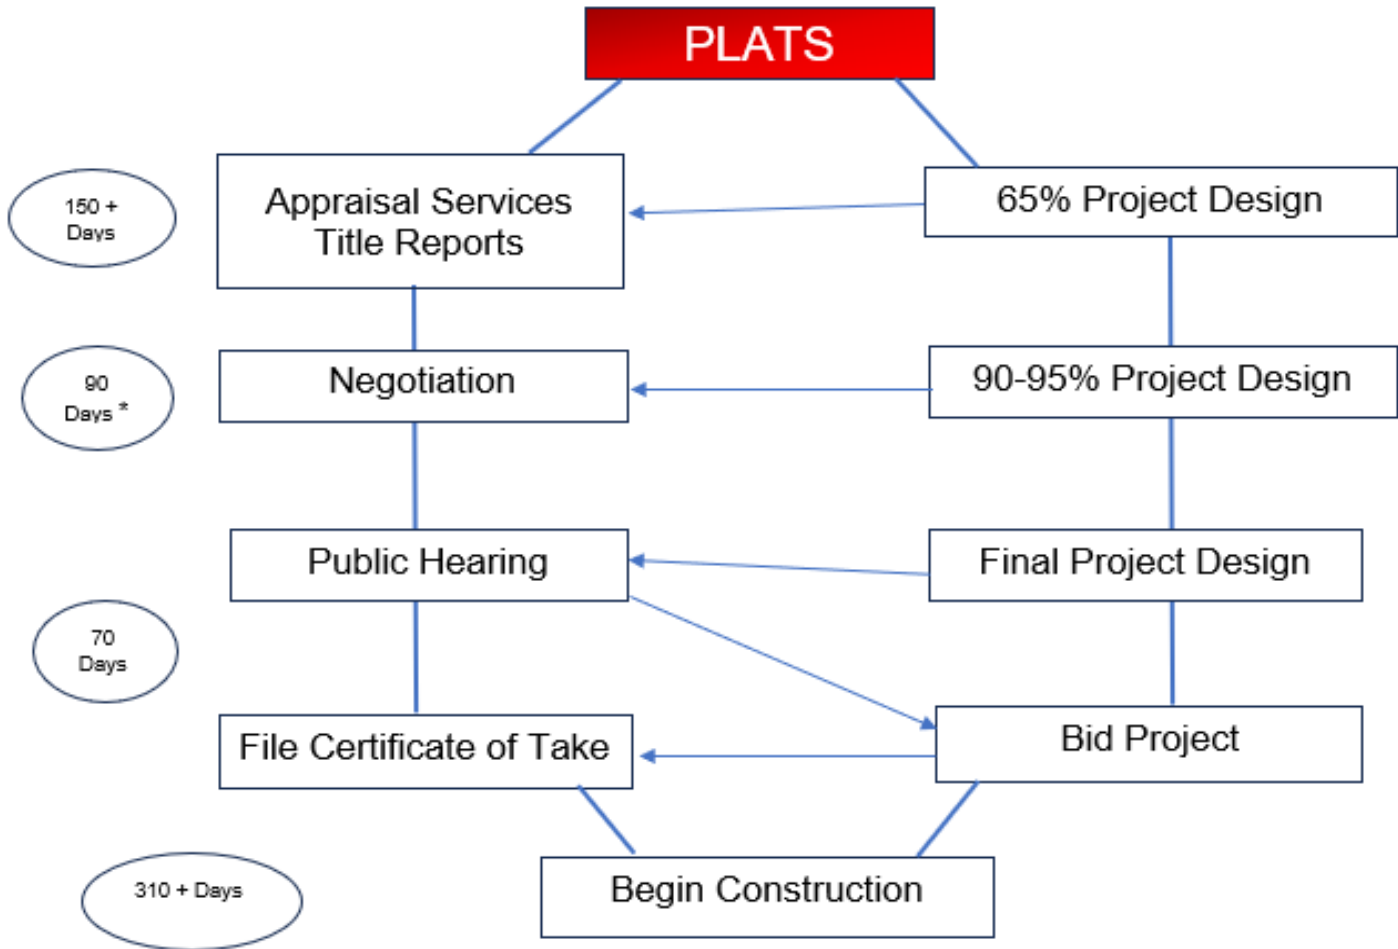 PLATS
150 +
Days
Appraisal Services
Title Reports
65% Project Design
90
Days *
Negotiation
90-95% Project Design
Public Hearing
Final Project Design
70
Days
File Certificate of Take
Bid Project
310 + Days
Begin Construction